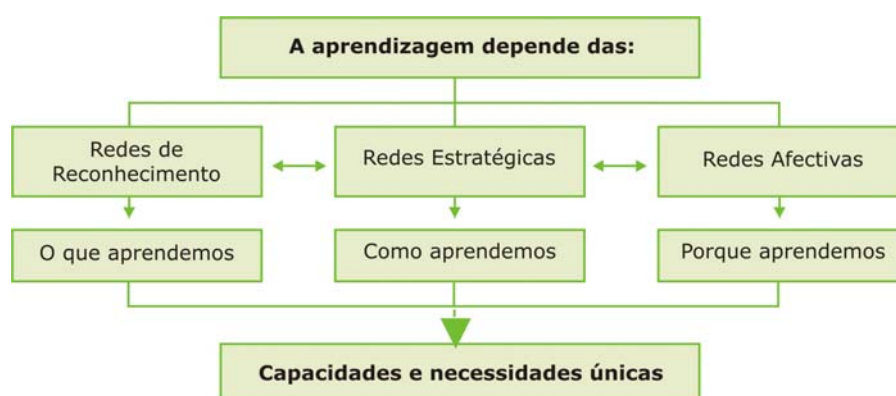 A aprendizagem depende das:
Redes de
Reconhecimento
Redes Estratégicas
Redes Afectivas
O que aprendemos
Como aprendemos
Porque aprendemos
Capacidades e necessidades únicas